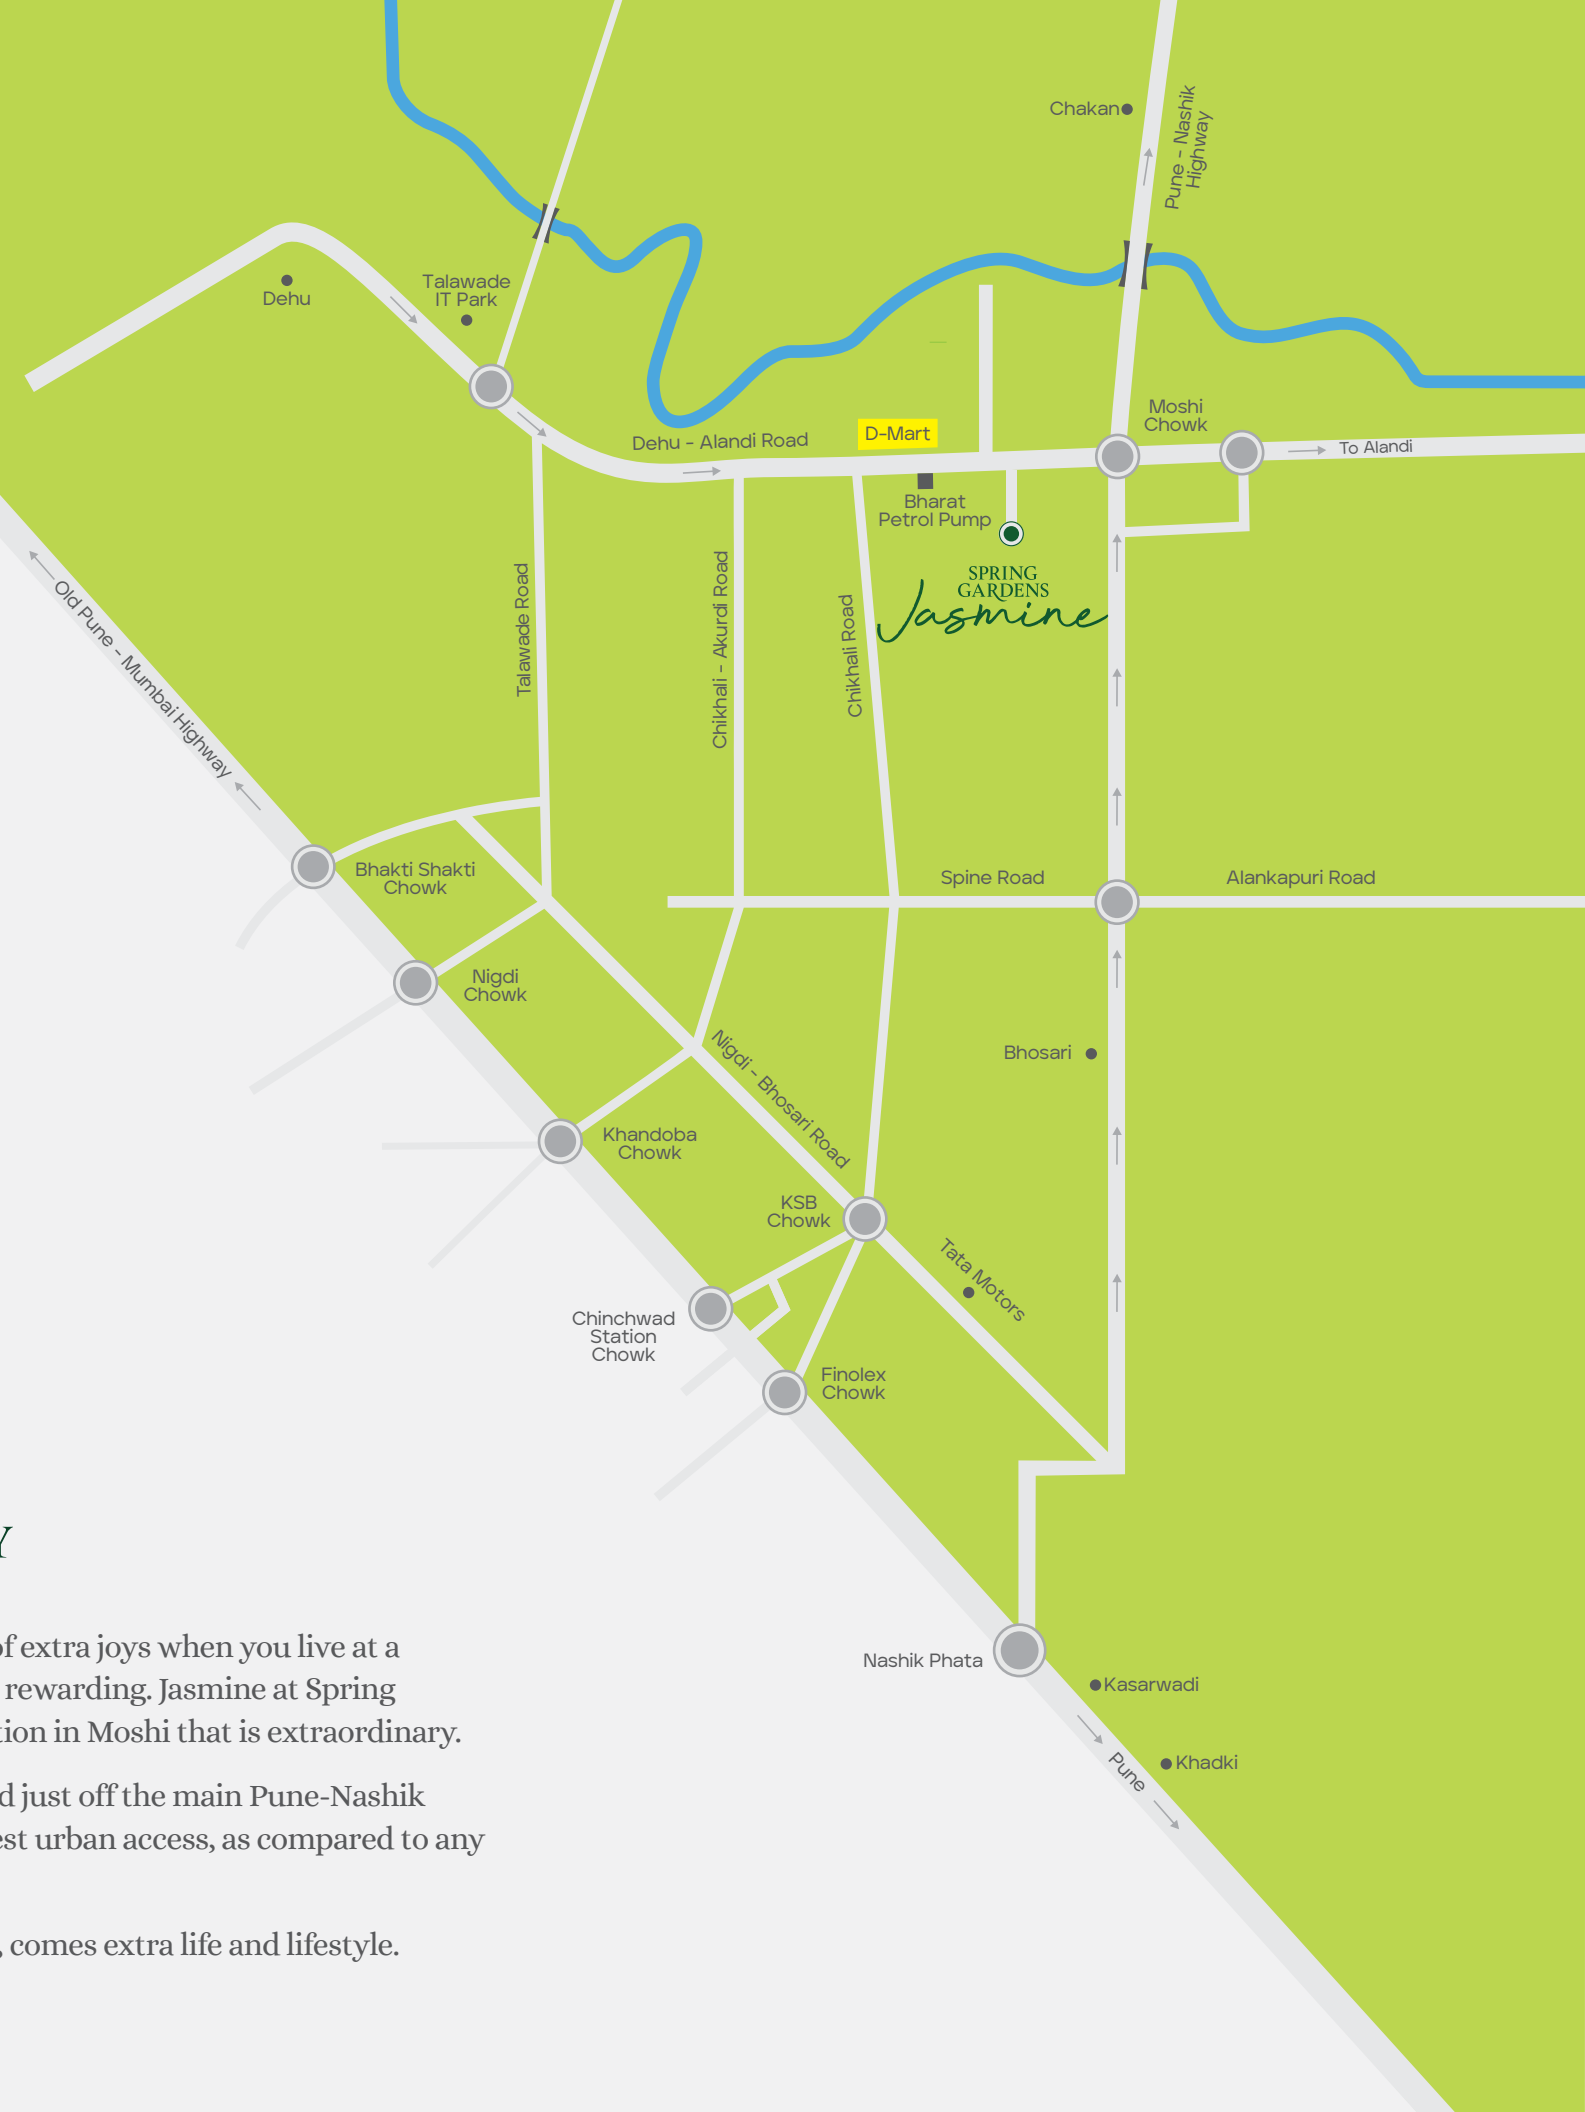 Chakan
Pune - Nashik
Highway
Dehu
Talawade
IT Park
Moshi
Chowk
D-Mart
Dehu - Alandi Road
To Alandi
Bharat
Petrol Pump
SPRING
GARDENS
Jasmine
Talawade Road
Chikhali - Akurdi Road
Chikhali Road
Old Pune - Mumbai Highway
Bhakti Shakti
Chowk
Spine Road
Alankapuri Road
Nigdi
Chowk
Nigdi - Bhosari Road
Bhosari
Khandoba
Chowk
KSB
Chowk
Tata Motors
Chinchwad
Station
Chowk
Finolex
Chowk
Nashik Phata
Kasarwadi
Khadki
Pune
Y
of extra joys when you live at a
rewarding. Jasmine at Spring
tion in Moshi that is extraordinary.
d just off the main Pune-Nashik
est urban access, as compared to any
, comes extra life and lifestyle.